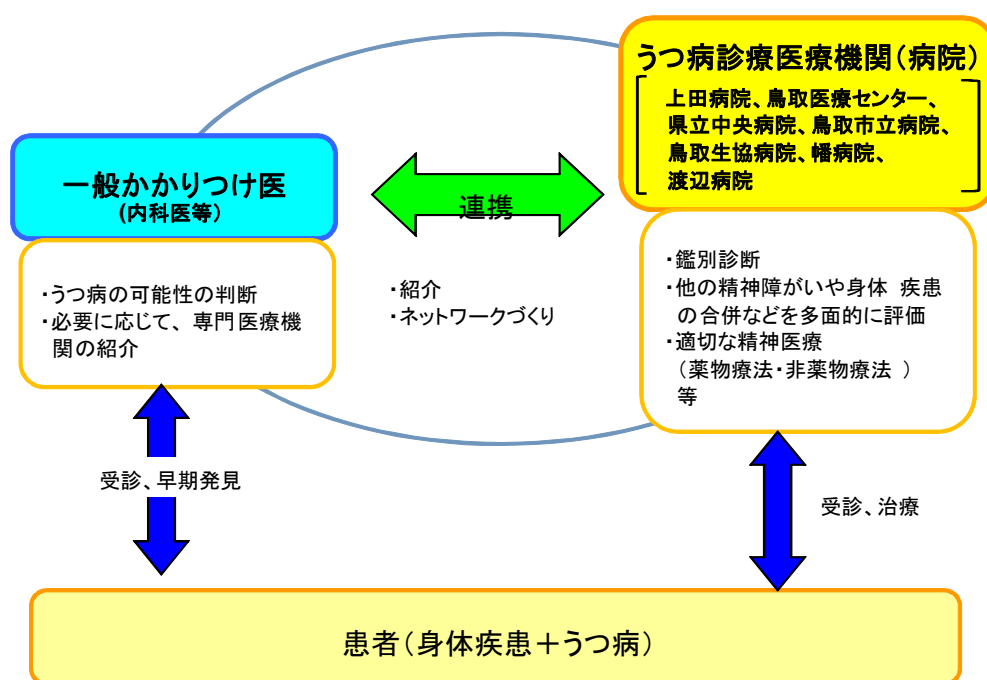 うつ病診療医療機関(病院)
上田病院、鳥取医療センター、
県立中央病院、鳥取市立病院、
鳥取生協病院、幡病院、
渡辺病院
一般かかりつけ医
(内科医等)
連携
・うつ病の可能性の判断
・必要に応じて、専門医療機
関の紹介
・紹介
・ネットワークづくり
・鑑別診断
・他の精神障がいや身体 疾患
の合併などを多面的に評価
・適切な精神医療
(薬物療法・非薬物療法 )
等
受診、早期発見
受診、治療
患者(身体疾患+うつ病)